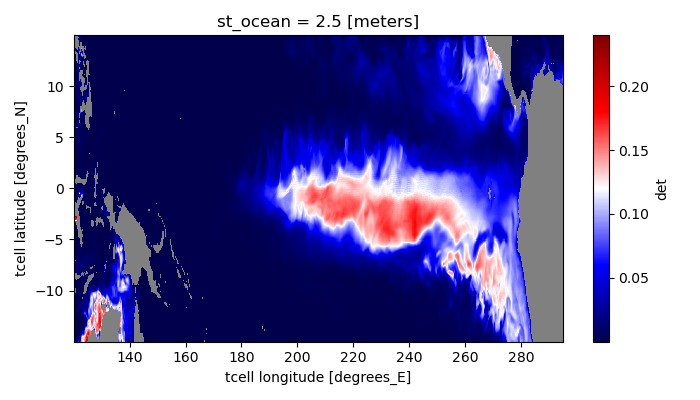 st_ocean = 2.5 [meters]
10
5
0
−5
−10
tcell latitude [degrees_N]
140 160 180 200 220 240 260 280
tcell longitude [degrees_E]
0.20
0.15
0.10
0.05
det